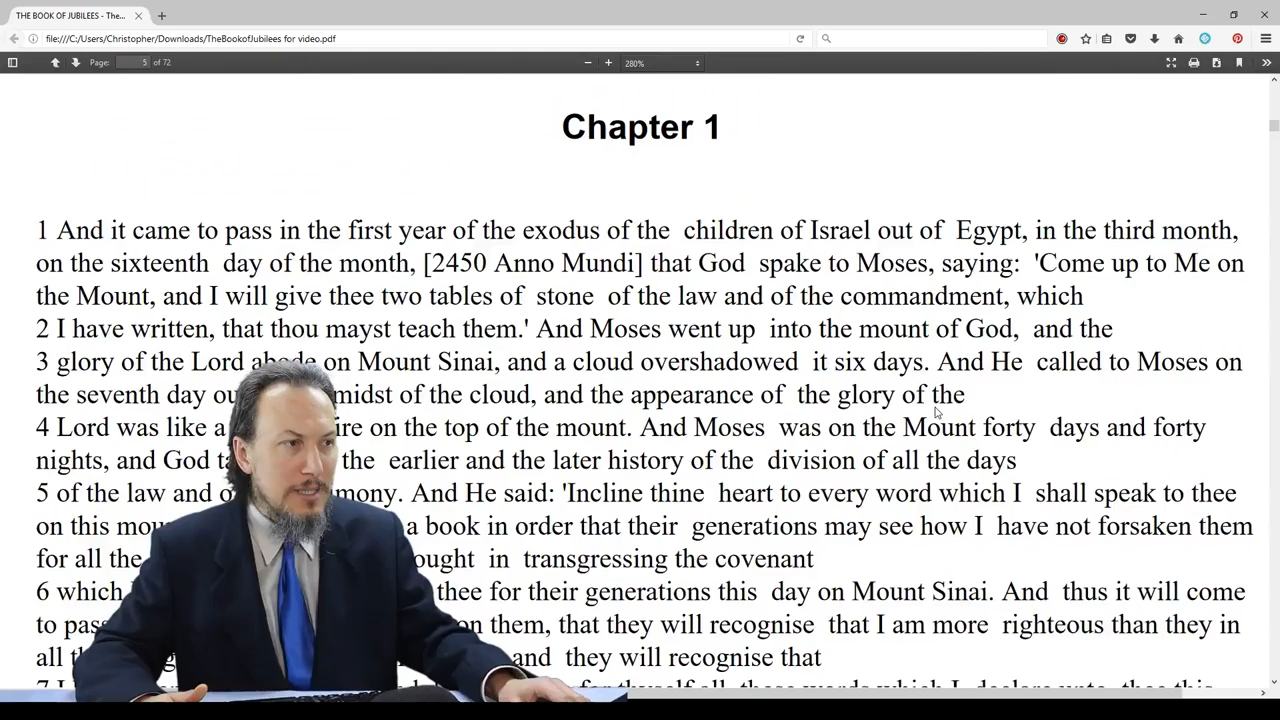 THE BOOK OF JUBILEES - The...
file:///C:/Users/Christopher/Downloads/TheBookofJubilees for video.pdf
Page: 5 of 72
280%
Chapter 1
1 And it came to pass in the first year of the exodus of the children of Israel out of Egypt, in the third month,
on the sixteenth day of the month, [2450 Anno Mundi] that God spake to Moses, saying: 'Come up to Me on
the Mount, and I will give thee two tables of stone of the law and of the commandment, which
2 I have written, that thou mayst teach them.' And Moses went up into the mount of God, and the
3 glory of the Lord abode on Mount Sinai, and a cloud overshadowed it six days. And He called to Moses on
the seventh day ou midst of the cloud, and the appearance of the glory of the
4 Lord was like a ire on the top of the mount. And Moses was on the Mount forty days and forty
nights, and God ta the earlier and the later history of the division of all the days
5 of the law and o mony. And He said: 'Incline thine heart to every word which I shall speak to thee
on this mou a book in order that their generations may see how I have not forsaken them
for all the ought in transgressing the covenant
6 which thee for their generations this day on Mount Sinai. And thus it will come
to pass on them, that they will recognise that I am more righteous than they in
all and they will recognise that
7 for thyself all these words which I declare unto thee this